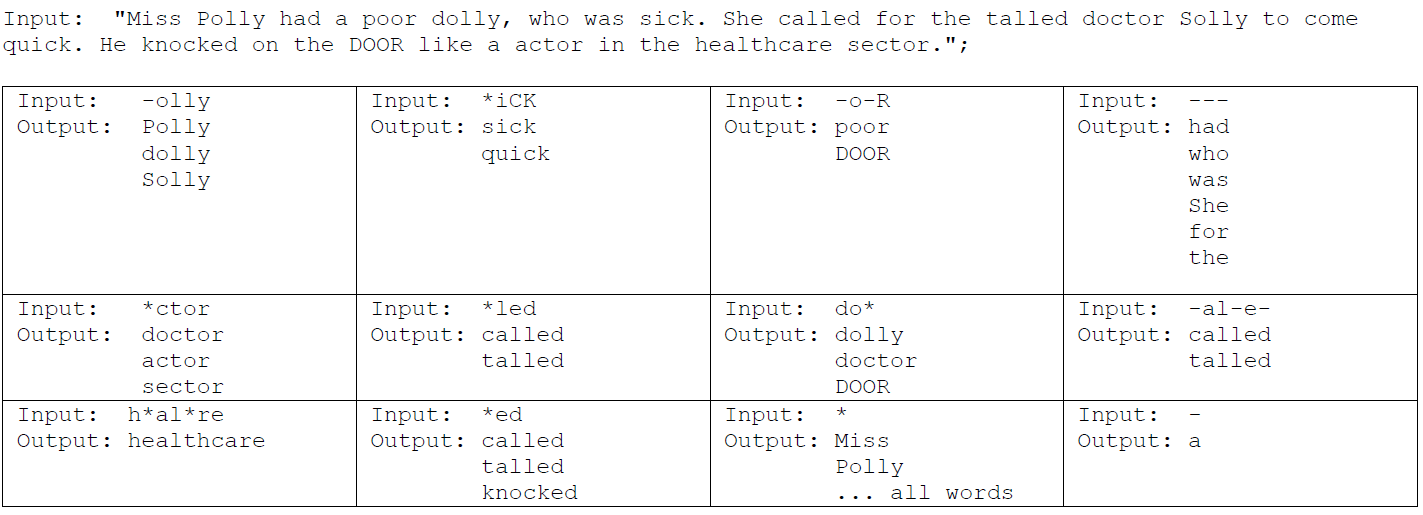 Input:  "Miss Polly had a poor dolly, who was sick. She called for the talled doctor Solly to come
quick. He knocked on the DOOR like a actor in the healthcare sector.";
Input:   -olly
Output:  Polly
dolly
Solly
Input:  *iCK
Output: sick
quick
Input:  -o-R
Output: poor
DOOR
Input:  ---
Output: had
who
was
She
for
the
Input:   *ctor
Output:  doctor
actor
sector
Input:  *led
Output: called
talled
Input:  do*
Output: dolly
doctor
DOOR
Input:  -al-e-
Output: called
talled
Input:  h*al*re
Output: healthcare
Input:  *ed
Output: called
talled
knocked
Input:  *
Output: Miss
Polly
... all words
Input:  -
Output: a